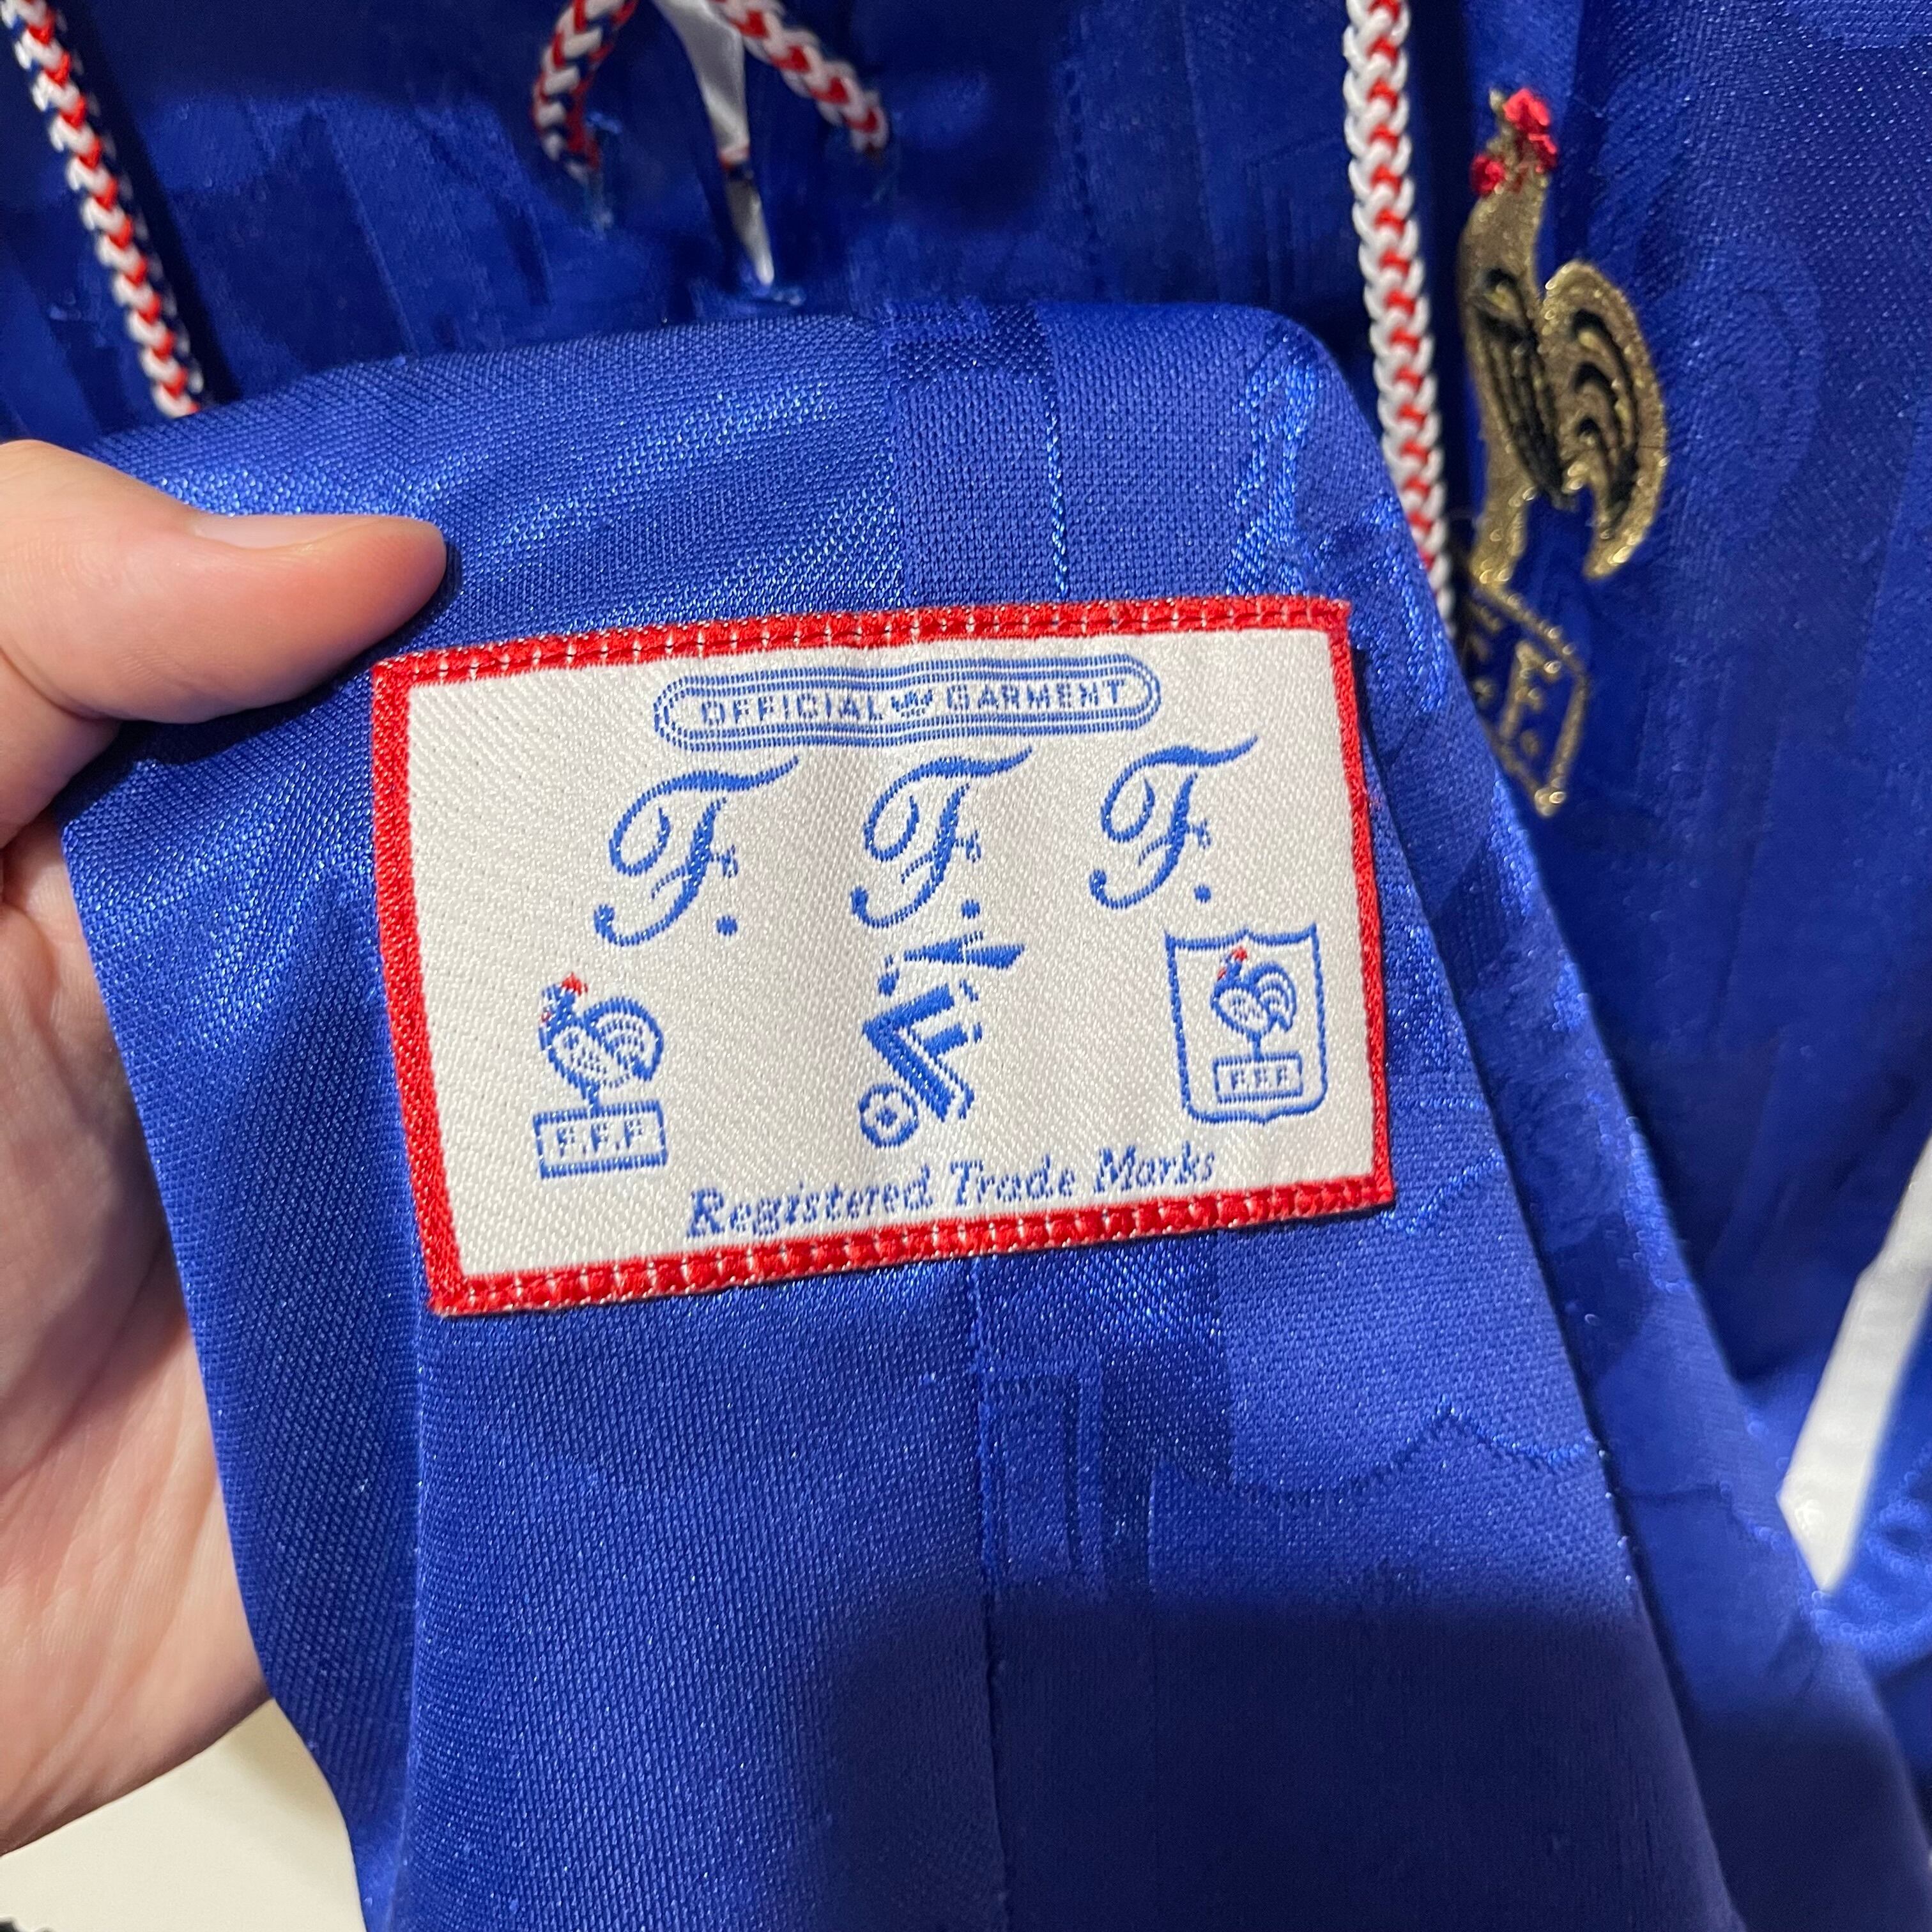 OFFICIAL GARMENT
F. F. F.
F.F.F
F.F.F
Registered Trade Marks
F.F.